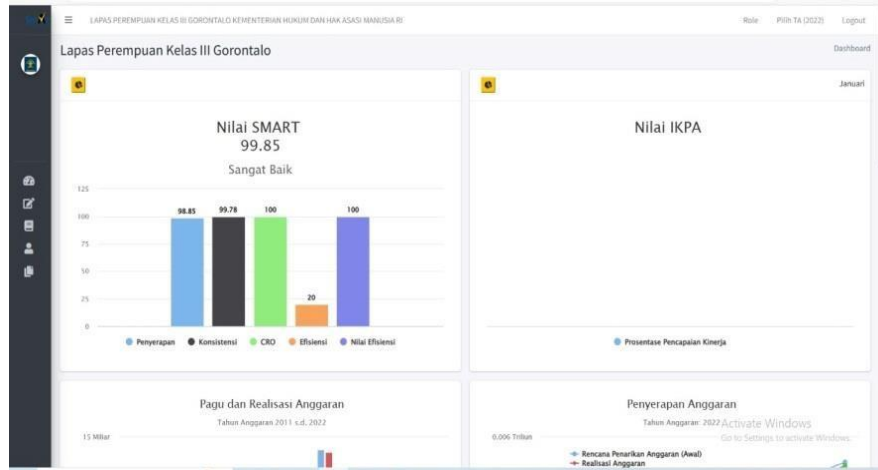 LAPAS PEREMPUAN KELAS III GORONTALO KEMENTERIAN HUKUM DAN HAK ASASI MANUSIA RI
Role Pilih TA (2022) Logout
Lapas Perempuan Kelas III Gorontalo
Dashboard
Nilai SMART
99.85
Sangat Baik
125
100
75
50
25
0
98.85 99.78 100 20 100
Penyerapan Konsistensi CRO Efisiensi Nilai Efisiensi
Januari
Nilai IKPA
Prosentase Pencapaian Kinerja
Pagu dan Realisasi Anggaran
Tahun Anggaran 2011 s.d. 2022
15 Miliar
Penyerapan Anggaran
Tahun Anggaran: 2022
0,006 Triliun
Rencana Penarikan Anggaran (Awal)
Realisasi Anggaran
Activate Windows
Go to Settings to activate Windows.